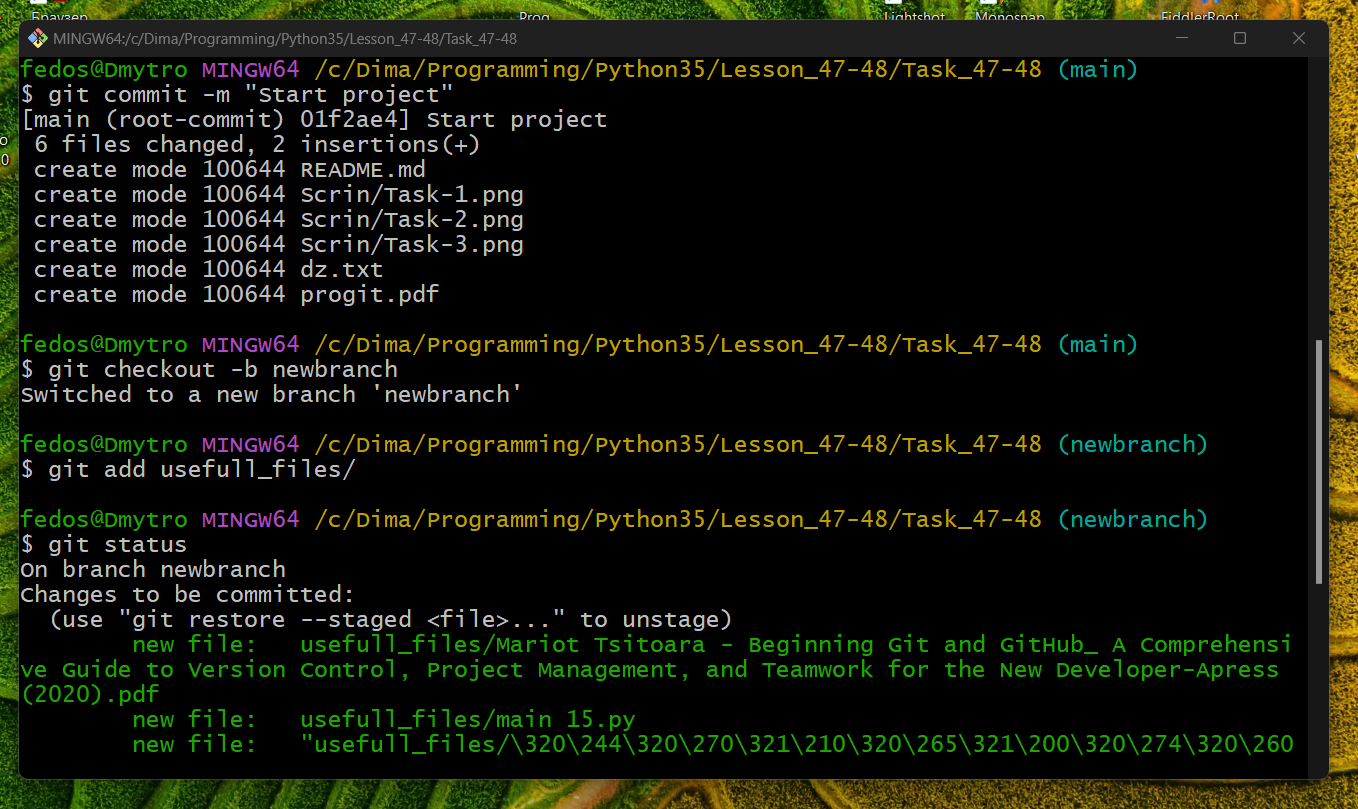 Lightshot
Monosnap
FiddlerRoot
MINGW64:/c/Dima/Programming/Python35/Lesson_47-48/Task_47-48
fedos@Dmytro MINGW64 /c/Dima/Programming/Python35/Lesson_47-48/Task_47-48 (main)
$ git commit -m "Start project"
[main (root-commit) 01f2ae4] Start project
 6 files changed, 2 insertions(+)
 create mode 100644 README.md
 create mode 100644 Scrin/Task-1.png
 create mode 100644 Scrin/Task-2.png
 create mode 100644 Scrin/Task-3.png
 create mode 100644 dz.txt
 create mode 100644 progit.pdf
fedos@Dmytro MINGW64 /c/Dima/Programming/Python35/Lesson_47-48/Task_47-48 (main)
$ git checkout -b newbranch
Switched to a new branch 'newbranch'
fedos@Dmytro MINGW64 /c/Dima/Programming/Python35/Lesson_47-48/Task_47-48 (newbranch)
$ git add usefull_files/
fedos@Dmytro MINGW64 /c/Dima/Programming/Python35/Lesson_47-48/Task_47-48 (newbranch)
$ git status
On branch newbranch
Changes to be committed:
  (use "git restore --staged <file>..." to unstage)
        new file:   usefull_files/Mariot Tsitoara - Beginning Git and GitHub_ A Comprehensi
ve Guide to Version Control, Project Management, and Teamwork for the New Developer-Apress
(2020).pdf
        new file:   usefull_files/main 15.py
        new file:   "usefull_files/\320\244\320\270\321\210\320\265\321\200\320\274\320\260